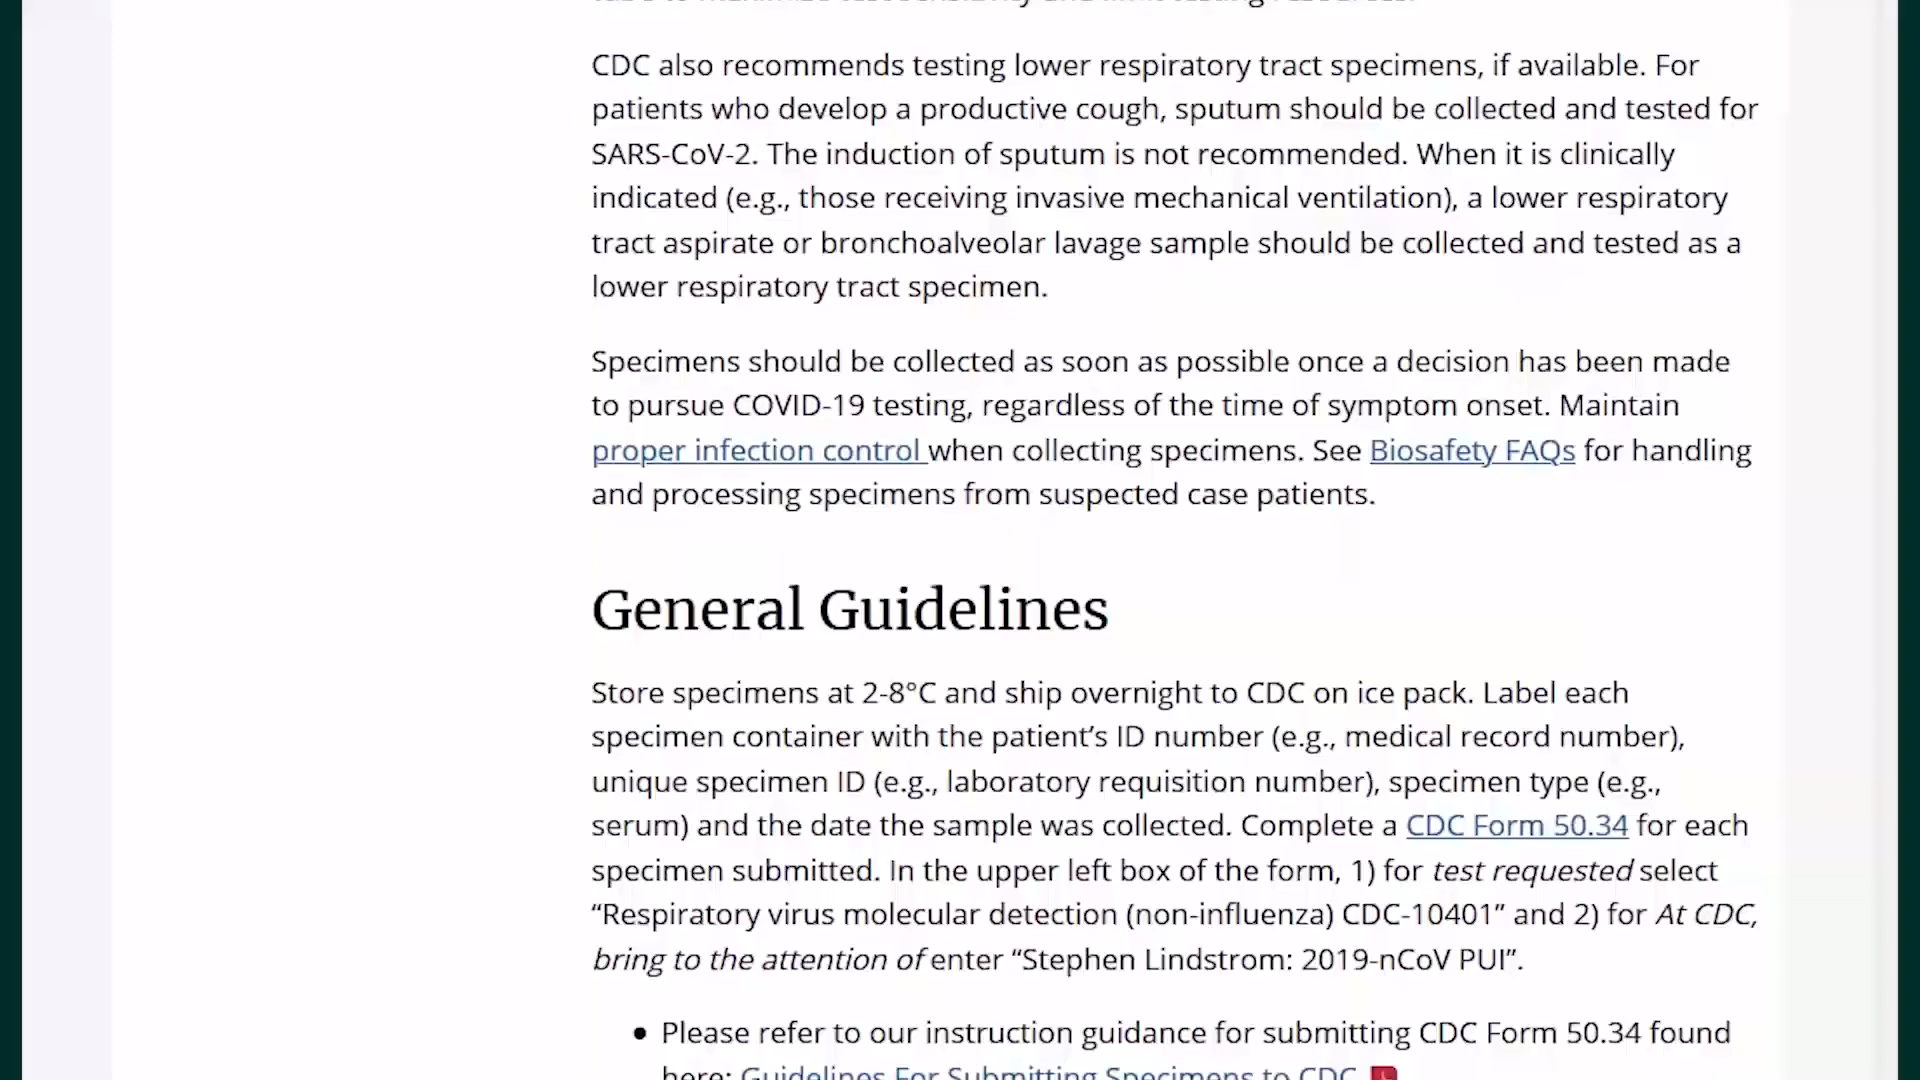 CDC also recommends testing lower respiratory tract specimens, if available. For
patients who develop a productive cough, sputum should be collected and tested for
SARS-CoV-2. The induction of sputum is not recommended. When it is clinically
indicated (e.g., those receiving invasive mechanical ventilation), a lower respiratory
tract aspirate or bronchoalveolar lavage sample should be collected and tested as a
lower respiratory tract specimen.
Specimens should be collected as soon as possible once a decision has been made
to pursue COVID-19 testing, regardless of the time of symptom onset. Maintain
proper infection control when collecting specimens. See Biosafety FAQs for handling
and processing specimens from suspected case patients.
General Guidelines
Store specimens at 2-8°C and ship overnight to CDC on ice pack. Label each
specimen container with the patient’s ID number (e.g., medical record number),
unique specimen ID (e.g., laboratory requisition number), specimen type (e.g.,
serum) and the date the sample was collected. Complete a CDC Form 50.34 for each
specimen submitted. In the upper left box of the form, 1) for test requested select
“Respiratory virus molecular detection (non-influenza) CDC-10401” and 2) for At CDC,
bring to the attention of enter “Stephen Lindstrom: 2019-nCoV PUI”.
• Please refer to our instruction guidance for submitting CDC Form 50.34 found
here: Guidelines For Submitting Specimens to CDC